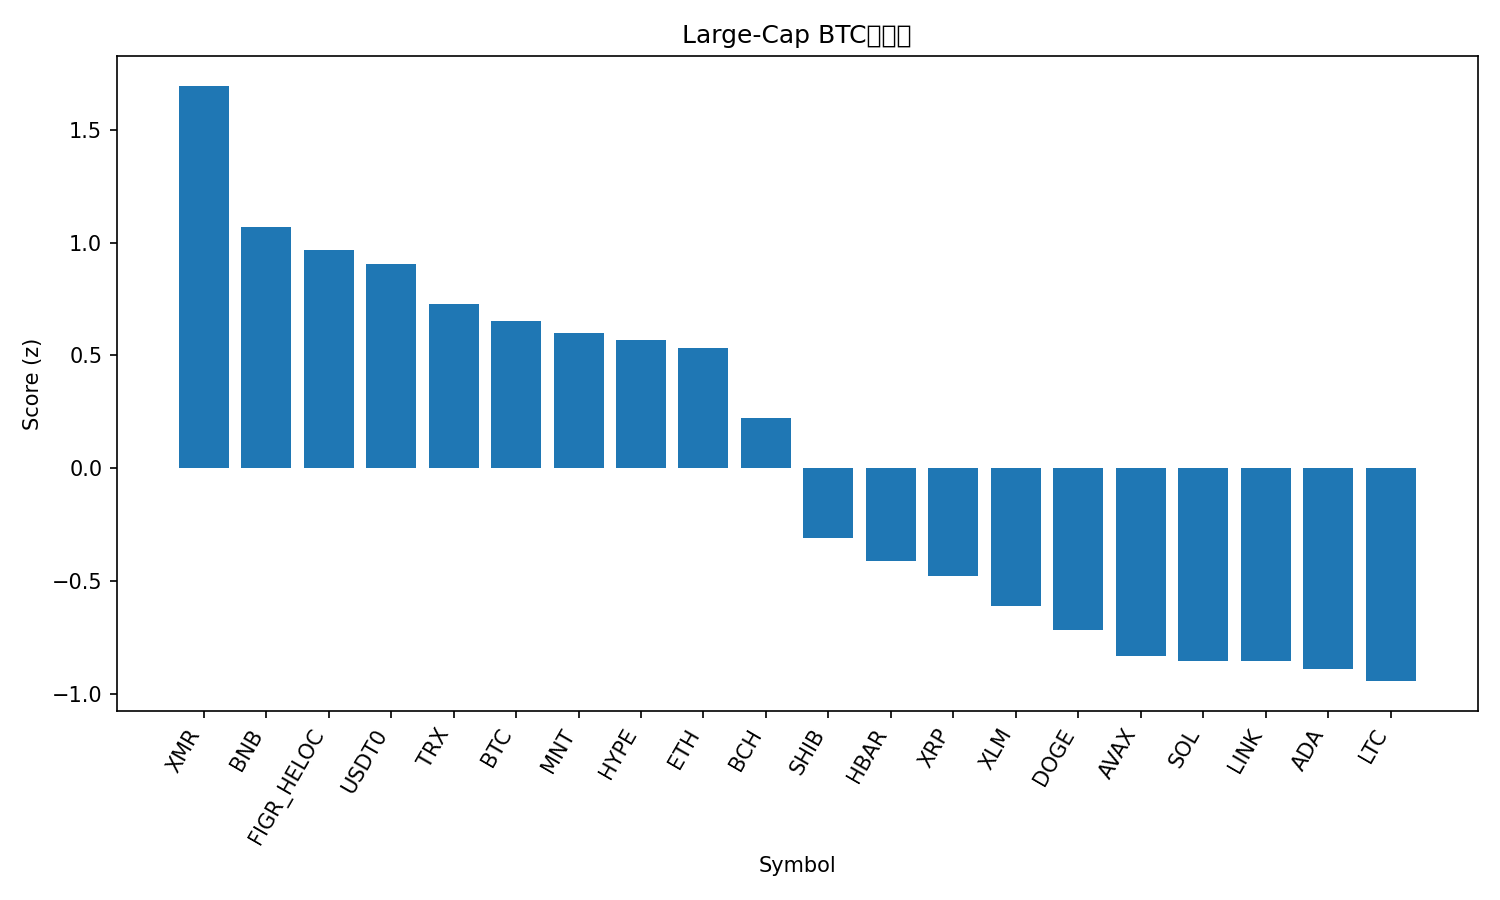 Large-Cap BTC
1.5
1.0
0.5
0.0
−0.5
−1.0
Score (z)
XMR
BNB
FIGR_HELOC
USDT0
TRX
BTC
MNT
HYPE
ETH
BCH
SHIB
HBAR
XRP
XLM
DOGE
AVAX
SOL
LINK
ADA
LTC
Symbol